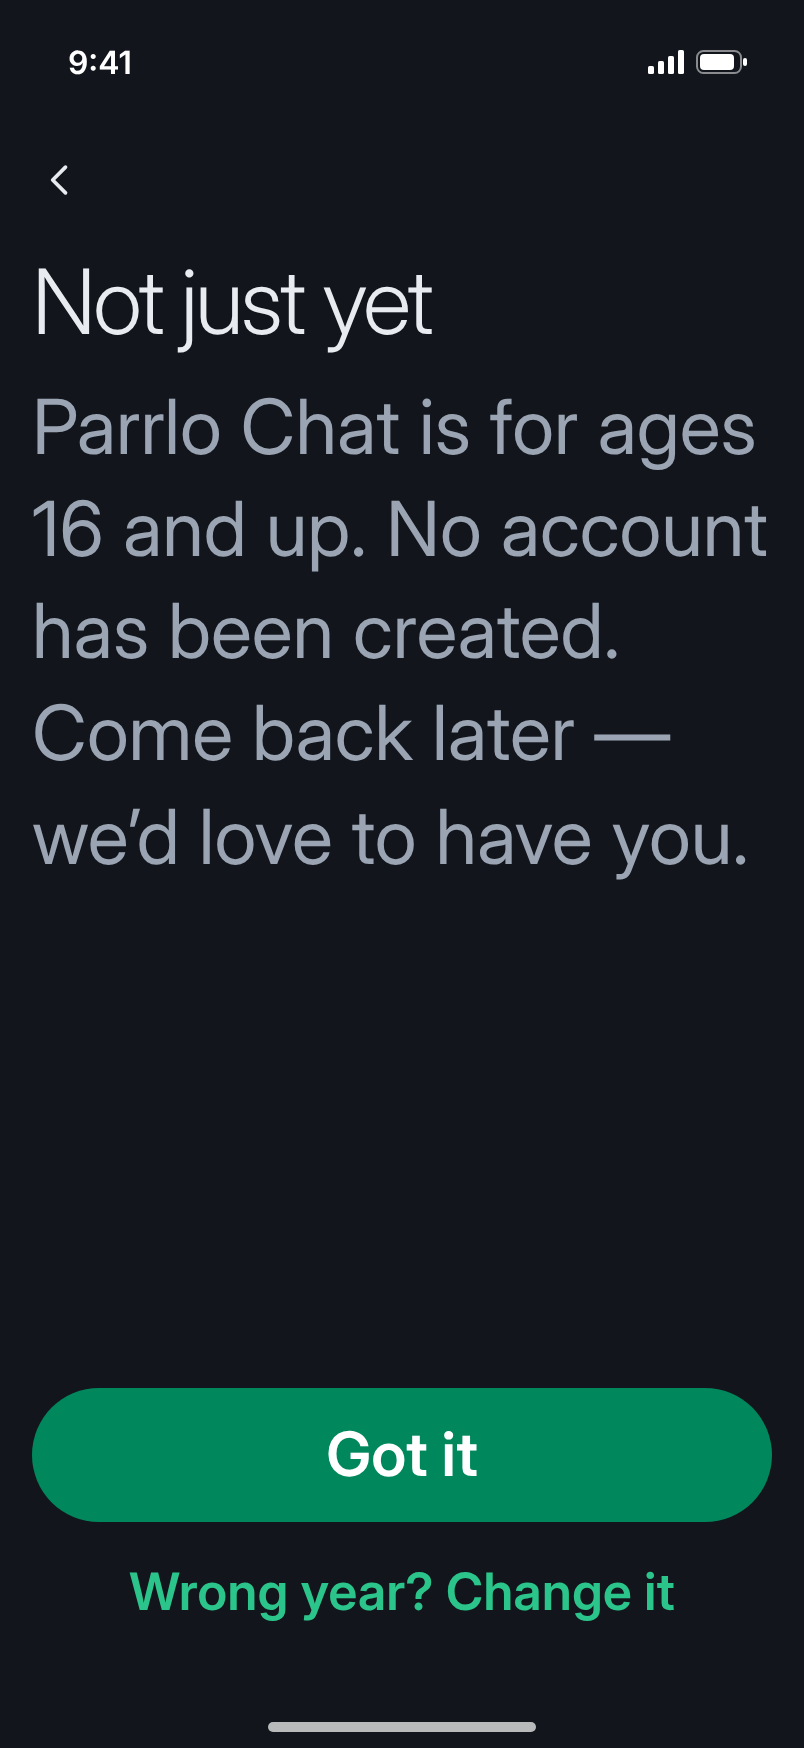 9:41
Not just yet
Parrlo Chat is for ages
16 and up. No account
has been created.
Come back later —
we’d love to have you.
Got it
Wrong year? Change it